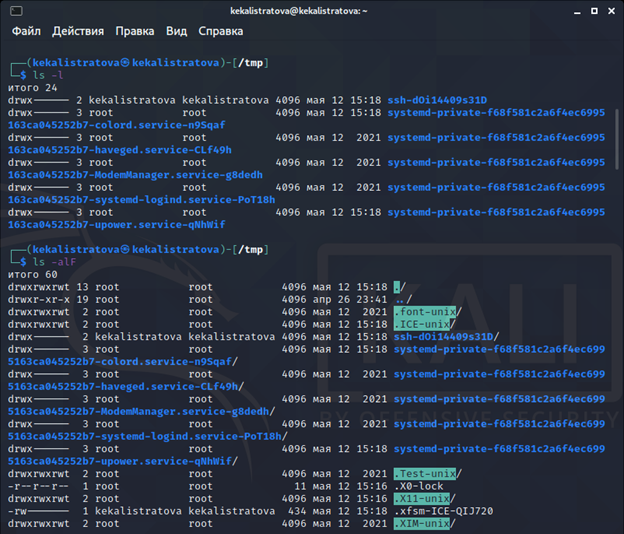 kekalistratova@kekalistratova: ~
Файл Действия Правка Вид Справка
┌──(kekalistratova㉿kekalistratova)-[/tmp]
└─$ ls -l
итого 24
drwx------ 2 kekalistratova kekalistratova 4096 мая 12 15:18 ssh-dOi14409s31D
drwx------ 3 root           root           4096 мая 12 15:18 systemd-private-f68f581c2a6f4ec6995
163ca045252b7-colord.service-n9Sqaf
drwx------ 3 root           root           4096 мая 12  2021 systemd-private-f68f581c2a6f4ec6995
163ca045252b7-haveged.service-CLf49h
drwx------ 3 root           root           4096 мая 12 15:18 systemd-private-f68f581c2a6f4ec6995
163ca045252b7-ModemManager.service-g8dedh
drwx------ 3 root           root           4096 мая 12  2021 systemd-private-f68f581c2a6f4ec6995
163ca045252b7-systemd-logind.service-PoT18h
drwx------ 3 root           root           4096 мая 12 15:18 systemd-private-f68f581c2a6f4ec6995
163ca045252b7-upower.service-qNhWif
┌──(kekalistratova㉿kekalistratova)-[/tmp]
└─$ ls -alF
итого 60
drwxrwxrwt 13 root           root           4096 мая 12 15:18 ./
drwxr-xr-x 19 root           root           4096 апр 26 23:41 ../
drwxrwxrwt  2 root           root           4096 мая 12  2021 .font-unix/
drwxrwxrwt  2 root           root           4096 мая 12 15:18 .ICE-unix/
drwx------  2 kekalistratova kekalistratova 4096 мая 12 15:18 ssh-dOi14409s31D/
drwx------  3 root           root           4096 мая 12 15:18 systemd-private-f68f581c2a6f4ec699
5163ca045252b7-colord.service-n9Sqaf/
drwx------  3 root           root           4096 мая 12  2021 systemd-private-f68f581c2a6f4ec699
5163ca045252b7-haveged.service-CLf49h/
drwx------  3 root           root           4096 мая 12 15:18 systemd-private-f68f581c2a6f4ec699
5163ca045252b7-ModemManager.service-g8dedh/
drwx------  3 root           root           4096 мая 12  2021 systemd-private-f68f581c2a6f4ec699
5163ca045252b7-systemd-logind.service-PoT18h/
drwx------  3 root           root           4096 мая 12 15:18 systemd-private-f68f581c2a6f4ec699
5163ca045252b7-upower.service-qNhWif/
drwxrwxrwt  2 root           root           4096 мая 12  2021 .Test-unix/
-r--r--r--  1 root           root             11 мая 12 15:16 .X0-lock
drwxrwxrwt  2 root           root           4096 мая 12 15:16 .X11-unix/
-rw-------  1 kekalistratova kekalistratova  434 мая 12 15:18 .xfsm-ICE-QIJ720
drwxrwxrwt  2 root           root           4096 мая 12  2021 .XIM-unix/
KALI
BY OFFENSIVE SECURITY